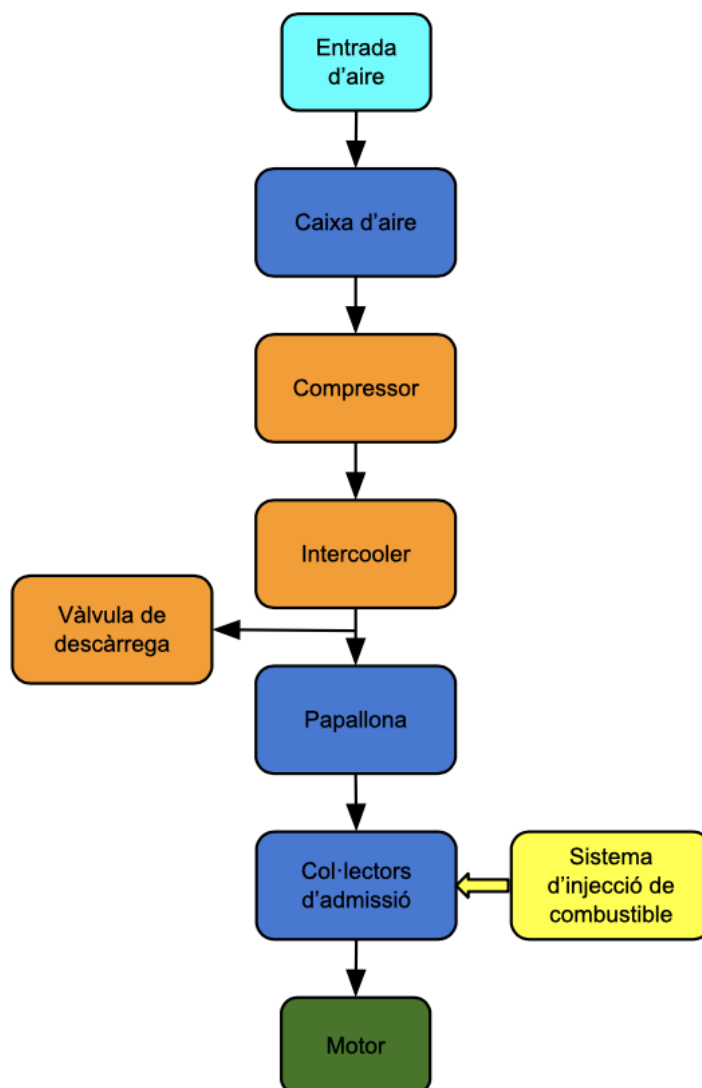 Entrada
d’aire
Caixa d’aire
Compressor
Intercooler
Vàlvula de
descàrrega
Papallona
Col·lectors
d’admissió
Sistema
d’injecció de
combustible
Motor